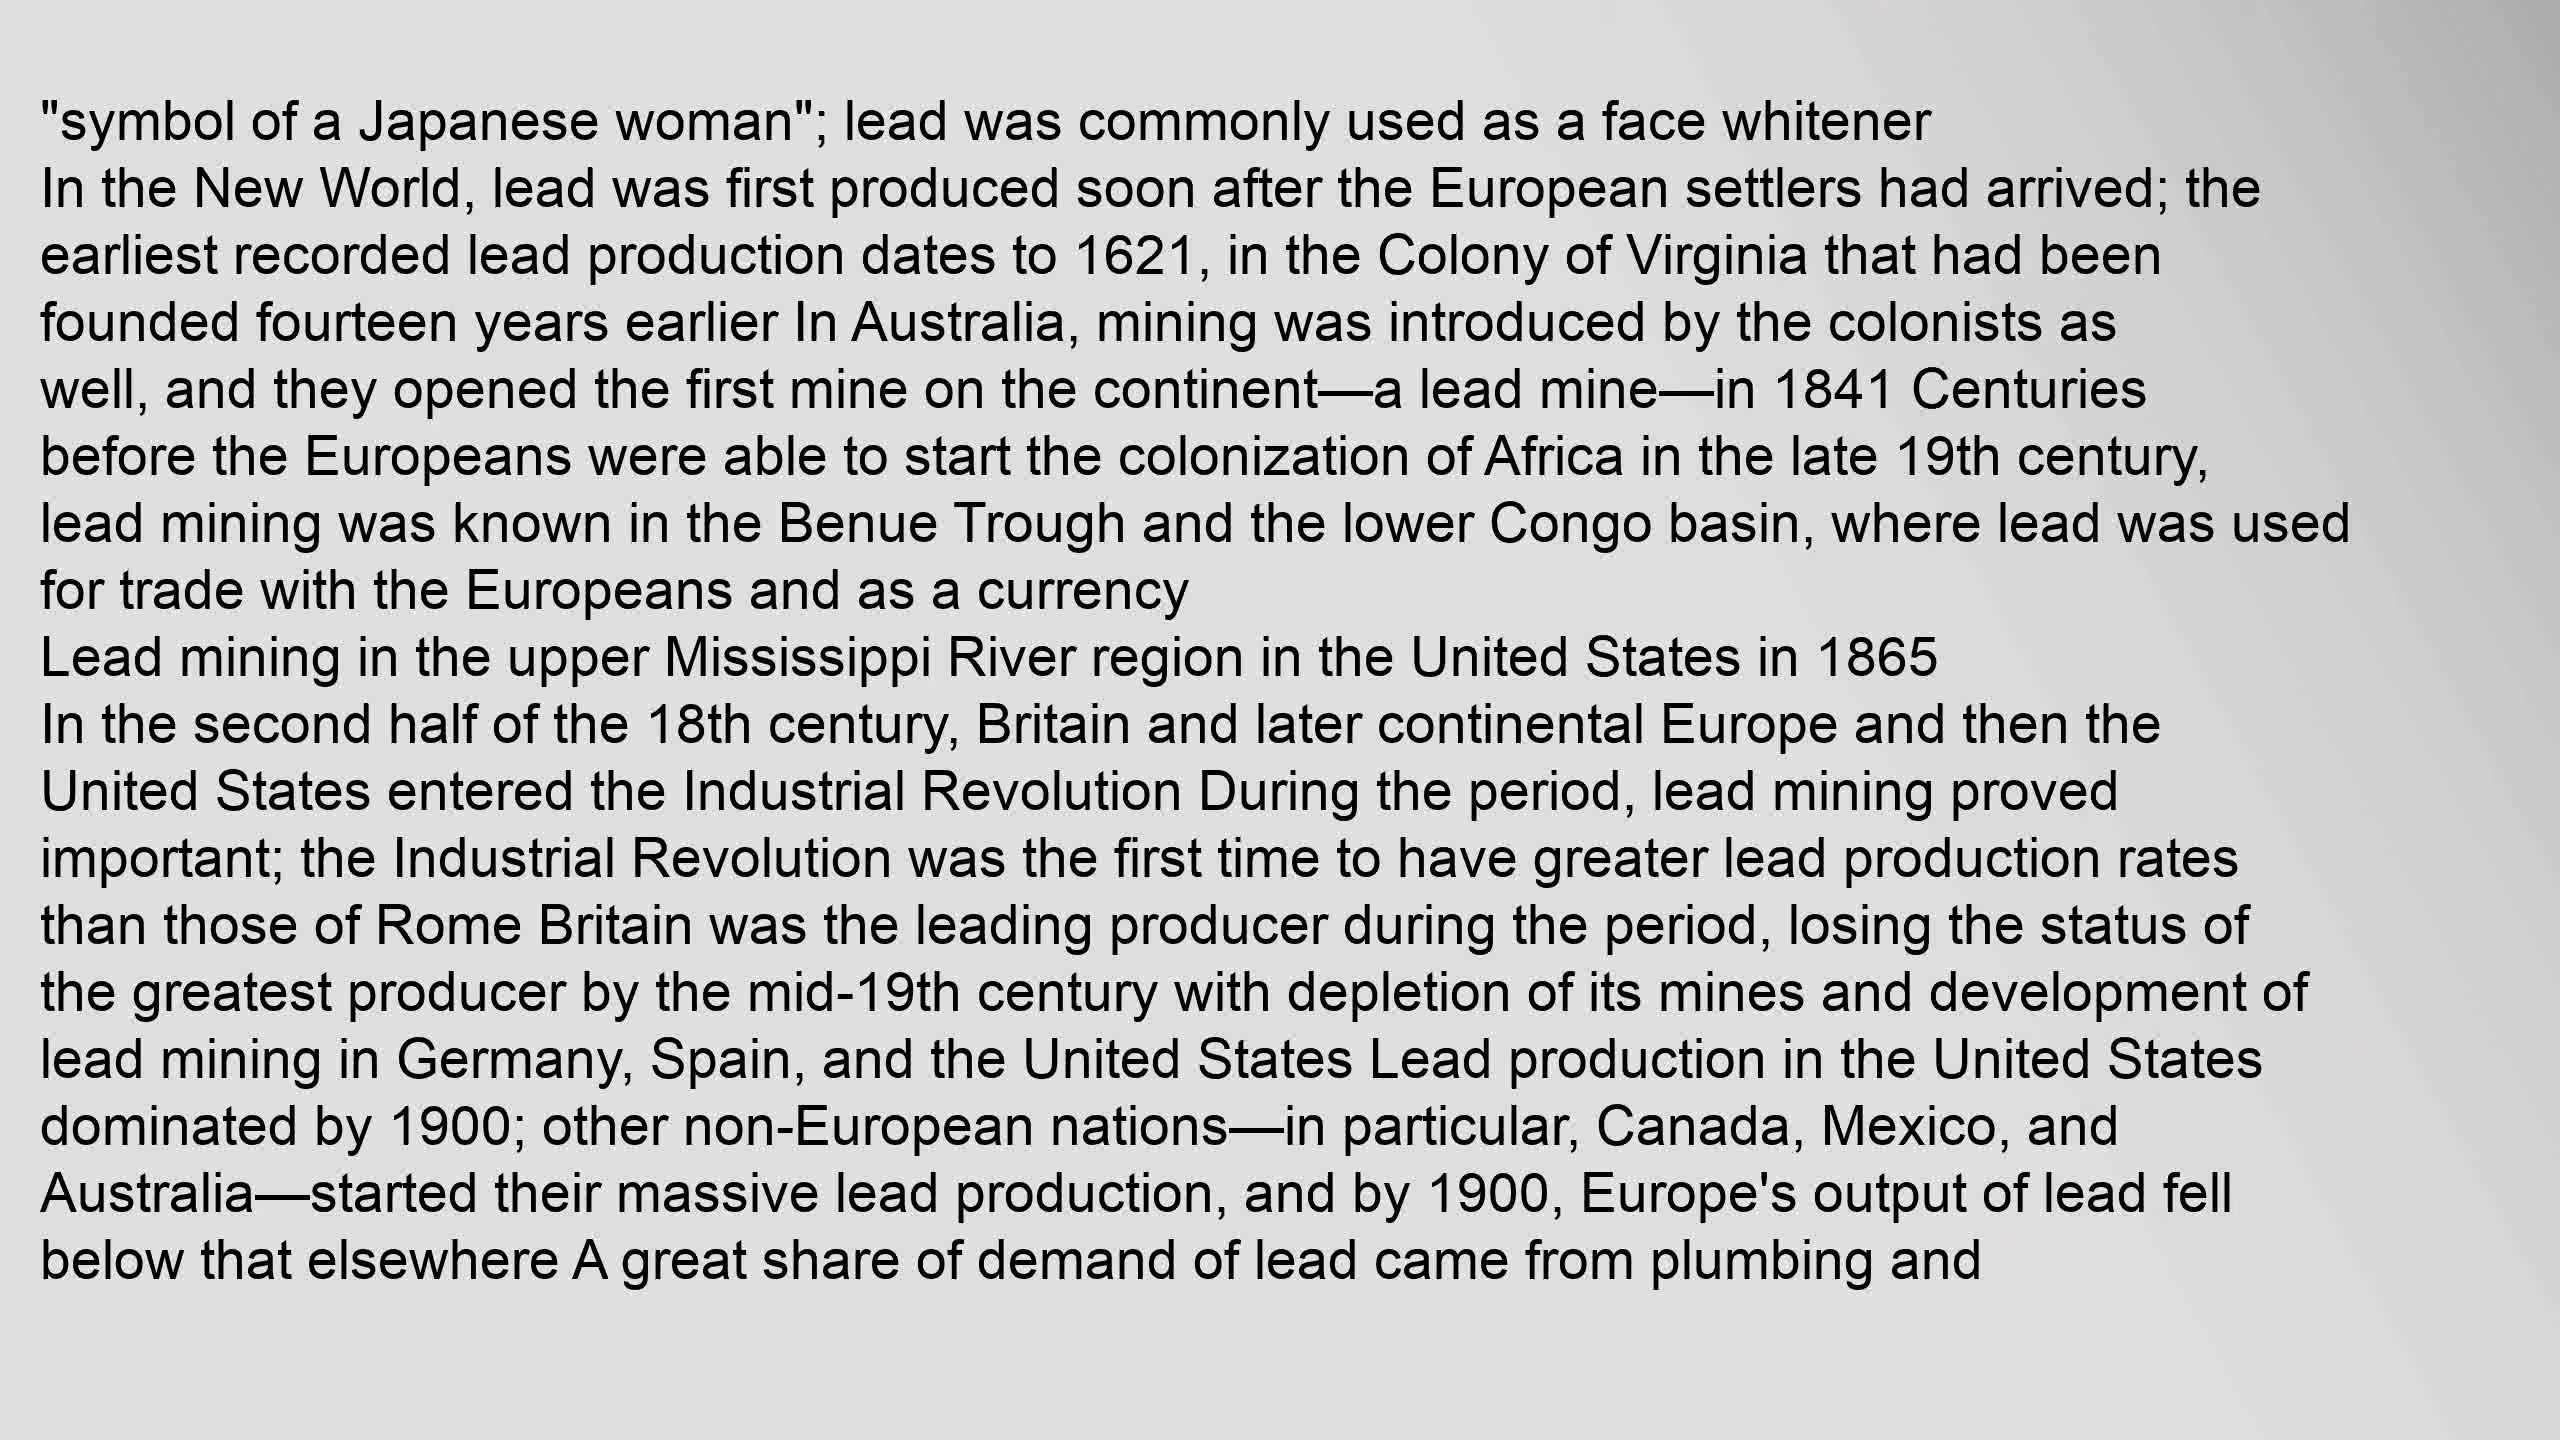 "symbol of a Japanese woman"; lead was commonly used as a face whitener
In the New World, lead was first produced soon after the European settlers had arrived; the
earliest recorded lead production dates to 1621, in the Colony of Virginia that had been
founded fourteen years earlier In Australia, mining was introduced by the colonists as
well, and they opened the first mine on the continent—a lead mine—in 1841 Centuries
before the Europeans were able to start the colonization of Africa in the late 19th century,
lead mining was known in the Benue Trough and the lower Congo basin, where lead was used
for trade with the Europeans and as a currency
Lead mining in the upper Mississippi River region in the United States in 1865
In the second half of the 18th century, Britain and later continental Europe and then the
United States entered the Industrial Revolution During the period, lead mining proved
important; the Industrial Revolution was the first time to have greater lead production rates
than those of Rome Britain was the leading producer during the period, losing the status of
the greatest producer by the mid-19th century with depletion of its mines and development of
lead mining in Germany, Spain, and the United States Lead production in the United States
dominated by 1900; other non-European nations—in particular, Canada, Mexico, and
Australia—started their massive lead production, and by 1900, Europe's output of lead fell
below that elsewhere A great share of demand of lead came from plumbing and